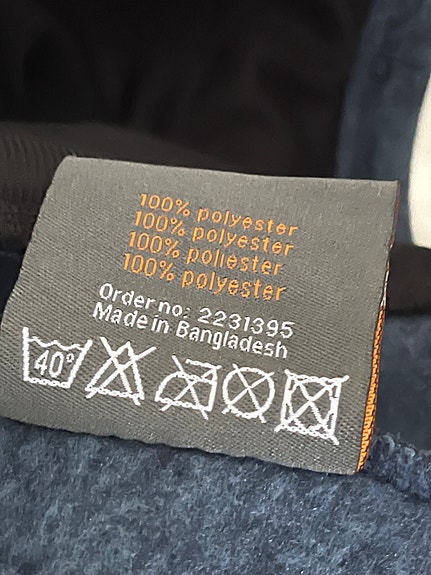 100% polyester
100% polyester
100% poliester
100% polyester
Order no: 2231395
Made in Bangladesh
40°